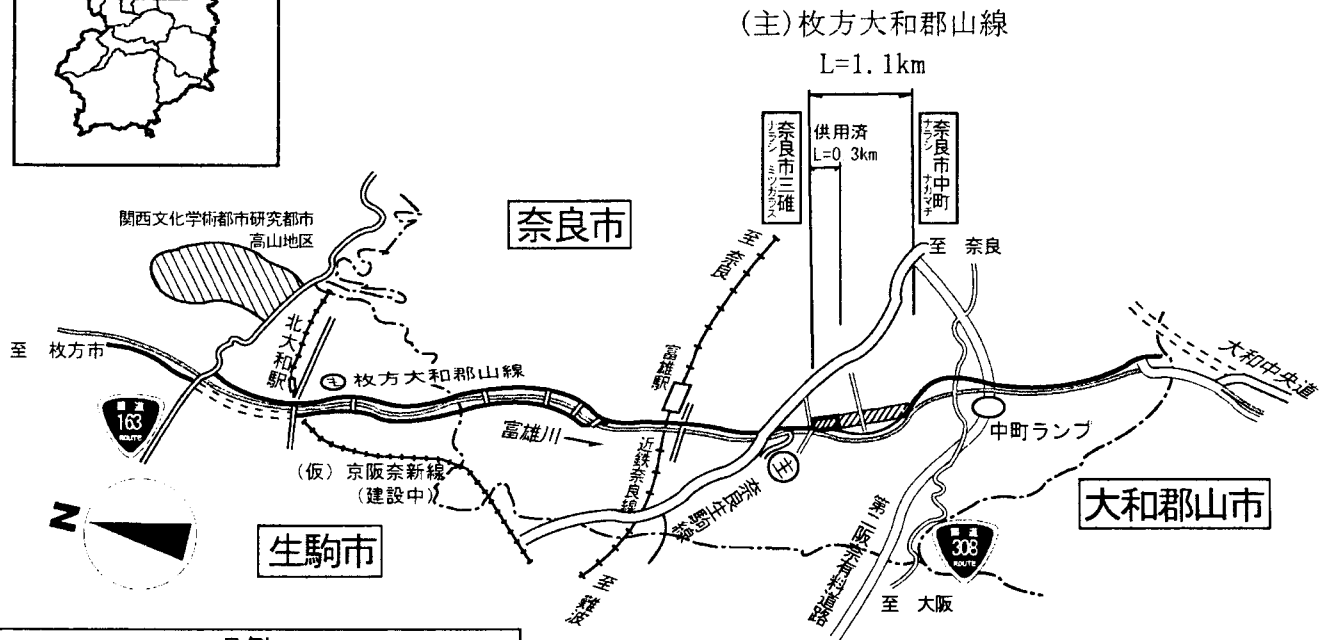 (主)枚方大和郡山線
L=1.1km
奈良市三碓
ナラシ ミツガラス
供用済
L=0.3km
奈良市中町
ナラシ ナカマチ
関西文化学術都市研究都市
高山地区
奈良市
至 奈良
至 奈良
至 枚方市
北大和駅
主 枚方大和郡山線
富雄駅
大和中央道
国道
163
ROUTE
富雄川
近鉄奈良線
主
奈良生駒線
中町ランプ
(仮)京阪奈新線
(建設中)
N
生駒市
至 難波
第二阪奈有料道路
国道
308
ROUTE
大和郡山市
至 大阪
凡例